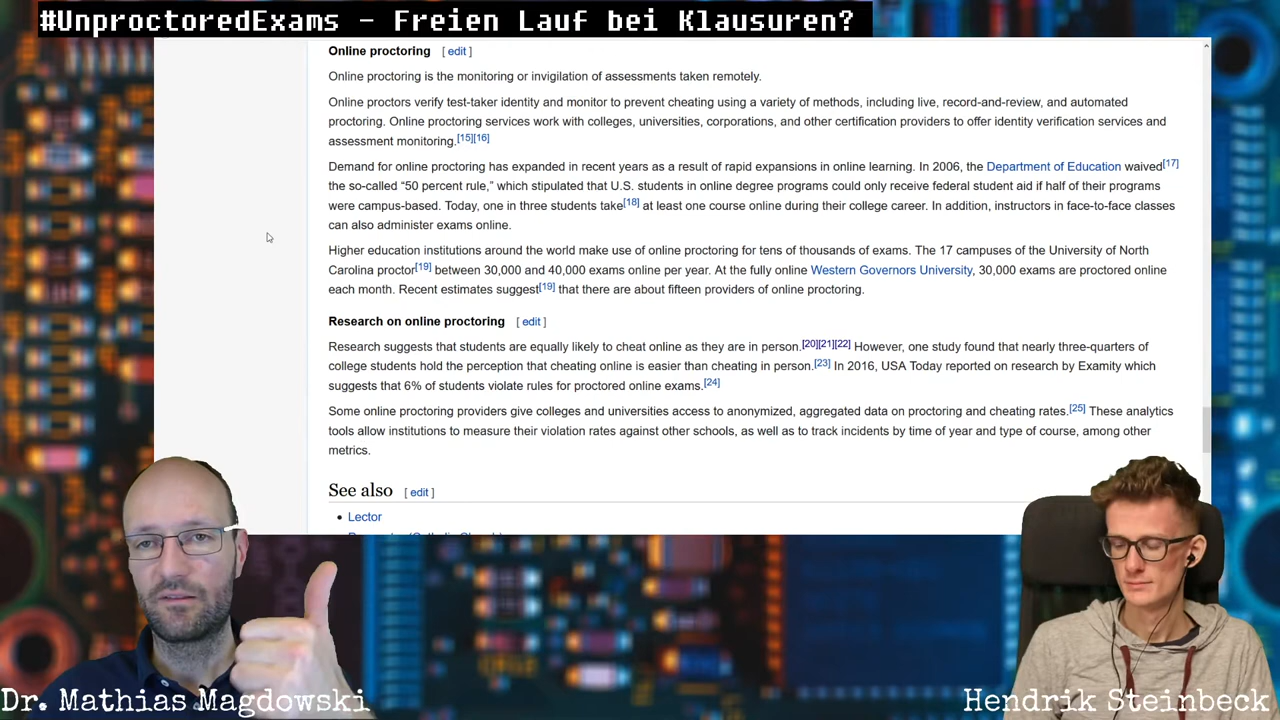 #UnproctoredExams - Freien Lauf bei Klausuren?
Online proctoring [ edit ]
Online proctoring is the monitoring or invigilation of assessments taken remotely.
Online proctors verify test-taker identity and monitor to prevent cheating using a variety of methods, including live, record-and-review, and automated
proctoring. Online proctoring services work with colleges, universities, corporations, and other certification providers to offer identity verification services and
assessment monitoring.[15][16]
Demand for online proctoring has expanded in recent years as a result of rapid expansions in online learning. In 2006, the Department of Education waived[17]
the so-called “50 percent rule,” which stipulated that U.S. students in online degree programs could only receive federal student aid if half of their programs
were campus-based. Today, one in three students take[18] at least one course online during their college career. In addition, instructors in face-to-face classes
can also administer exams online.
Higher education institutions around the world make use of online proctoring for tens of thousands of exams. The 17 campuses of the University of North
Carolina proctor[19] between 30,000 and 40,000 exams online per year. At the fully online Western Governors University, 30,000 exams are proctored online
each month. Recent estimates suggest[19] that there are about fifteen providers of online proctoring.
Research on online proctoring [ edit ]
Research suggests that students are equally likely to cheat online as they are in person.[20][21][22] However, one study found that nearly three-quarters of
college students hold the perception that cheating online is easier than cheating in person.[23] In 2016, USA Today reported on research by Examity which
suggests that 6% of students violate rules for proctored online exams.[24]
Some online proctoring providers give colleges and universities access to anonymized, aggregated data on proctoring and cheating rates.[25] These analytics
tools allow institutions to measure their violation rates against other schools, as well as to track incidents by time of year and type of course, among other
metrics.
See also [ edit ]
• Lector
Dr. Mathias Magdowski
Hendrik Steinbeck